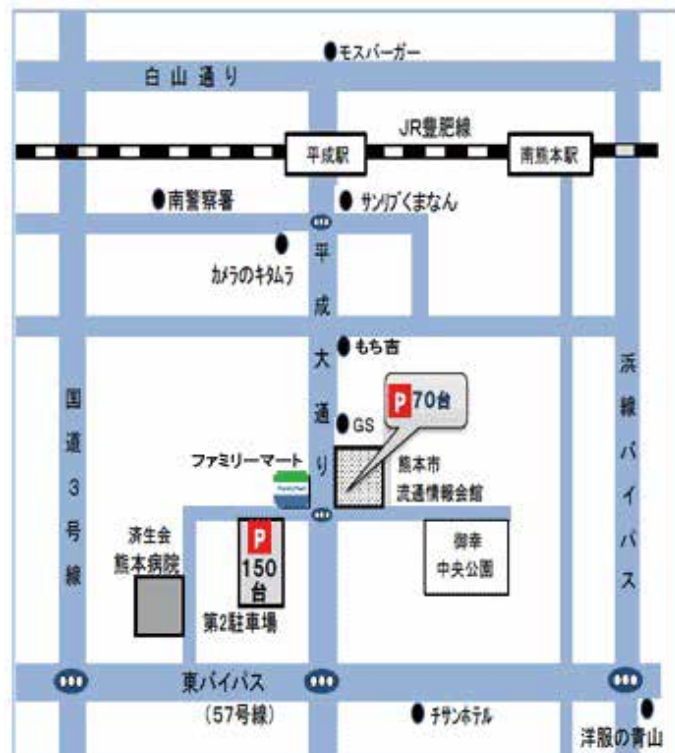 モスバーガー
白山通り
JR豊肥線
平成駅
南熊本駅
南警察署
サンリブくまなん
カメラのキタムラ
平成大通り
もち吉
P 70台
GS
国道3号線
浜線バイパス
ファミリーマート
FamilyMart
熊本市
流通情報会館
済生会
熊本病院
P
150
台
第2駐車場
御幸
中央公園
東バイパス
(57号線)
チサンホテル
洋服の青山